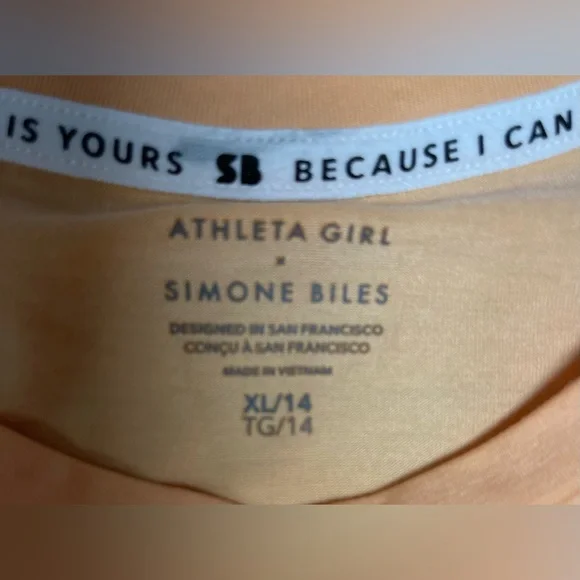 IS YOURS SB BECAUSE I CAN
ATHLETA GIRL
×
SIMONE BILES
DESIGNED IN SAN FRANCISCO
CONÇU À SAN FRANCISCO
MADE IN VIETNAM
XL/14
TG/14